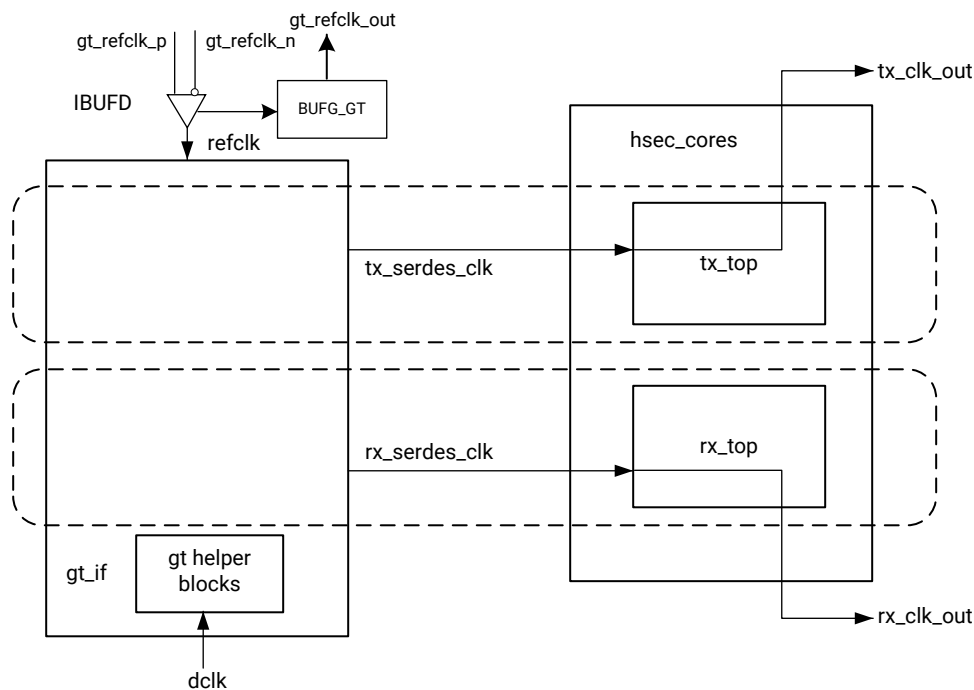 gt_refclk_out
gt_refclk_p
gt_refclk_n
IBUFD
BUFG_GT
refclk
tx_clk_out
hsec_cores
tx_serdes_clk
tx_top
rx_serdes_clk
rx_top
gt_if
gt helper
blocks
rx_clk_out
dclk